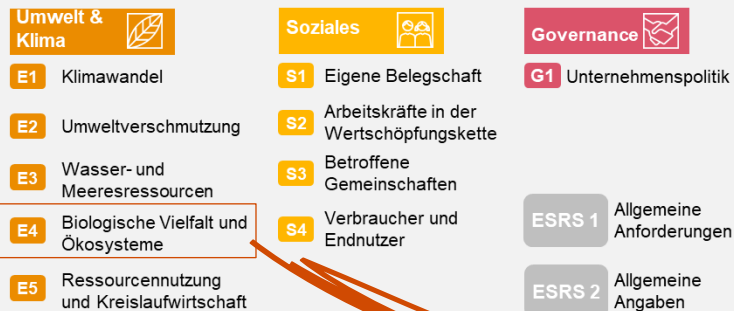 Umwelt &
Klima
E1 Klimawandel
E2 Umweltverschmutzung
E3 Wasser- und
Meeresressourcen
E4 Biologische Vielfalt und
Ökosysteme
E5 Ressourcennutzung
und Kreislaufwirtschaft
Soziales
S1 Eigene Belegschaft
S2 Arbeitskräfte in der
Wertschöpfungskette
S3 Betroffene
Gemeinschaften
S4 Verbraucher und
Endnutzer
Governance
G1 Unternehmenspolitik
ESRS 1 Allgemeine
Anforderungen
ESRS 2 Allgemeine
Angaben